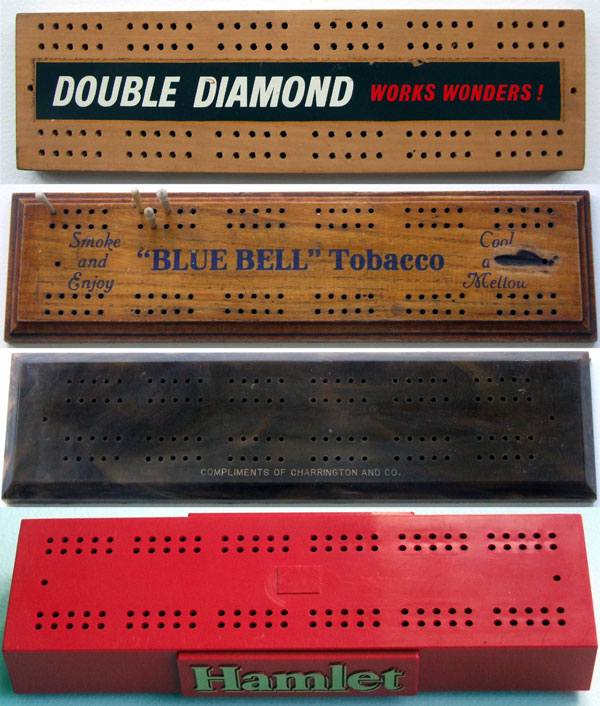 DOUBLE DIAMOND WORKS WONDERS!
Smoke
and
Enjoy
"BLUE BELL" Tobacco
Cool
a
Mellow
COMPLIMENTS OF CHARRINGTON AND CO.
Hamlet